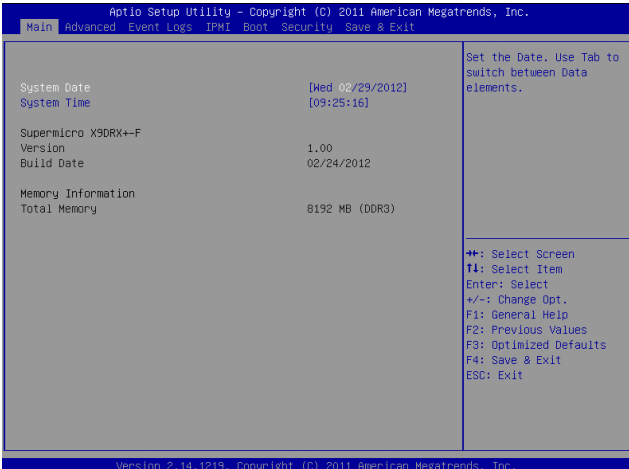 Aptio Setup Utility – Copyright (C) 2011 American Megatrends, Inc.
Main Advanced Event Logs IPMI Boot Security Save & Exit
System Date [Wed 02/29/2012]
System Time [09:25:16]
Supermicro X9DRX+-F
Version 1.00
Build Date 02/24/2012
Memory Information
Total Memory 8192 MB (DDR3)
Set the Date. Use Tab to
switch between Data
elements.
→←: Select Screen
↑↓: Select Item
Enter: Select
+/-: Change Opt.
F1: General Help
F2: Previous Values
F3: Optimized Defaults
F4: Save & Exit
ESC: Exit
Version 2.14.1219. Copyright (C) 2011 American Megatrends, Inc.